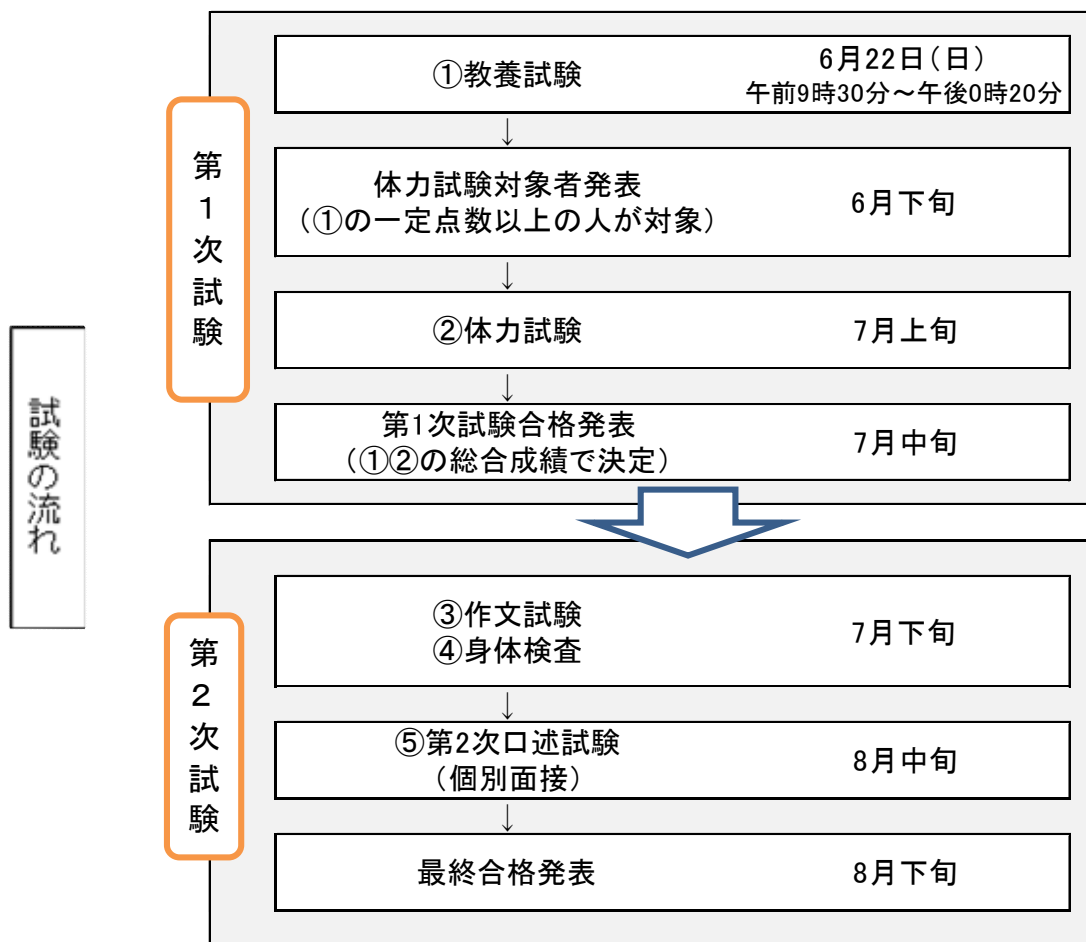 試験の流れ
第1次試験
①教養試験
6月22日(日)
午前9時30分～午後0時20分
↓
体力試験対象者発表
(①の一定点数以上の人が対象)
6月下旬
↓
②体力試験
7月上旬
↓
第1次試験合格発表
(①②の総合成績で決定)
7月中旬
第2次試験
③作文試験
④身体検査
7月下旬
↓
⑤第2次口述試験
(個別面接)
8月中旬
↓
最終合格発表
8月下旬